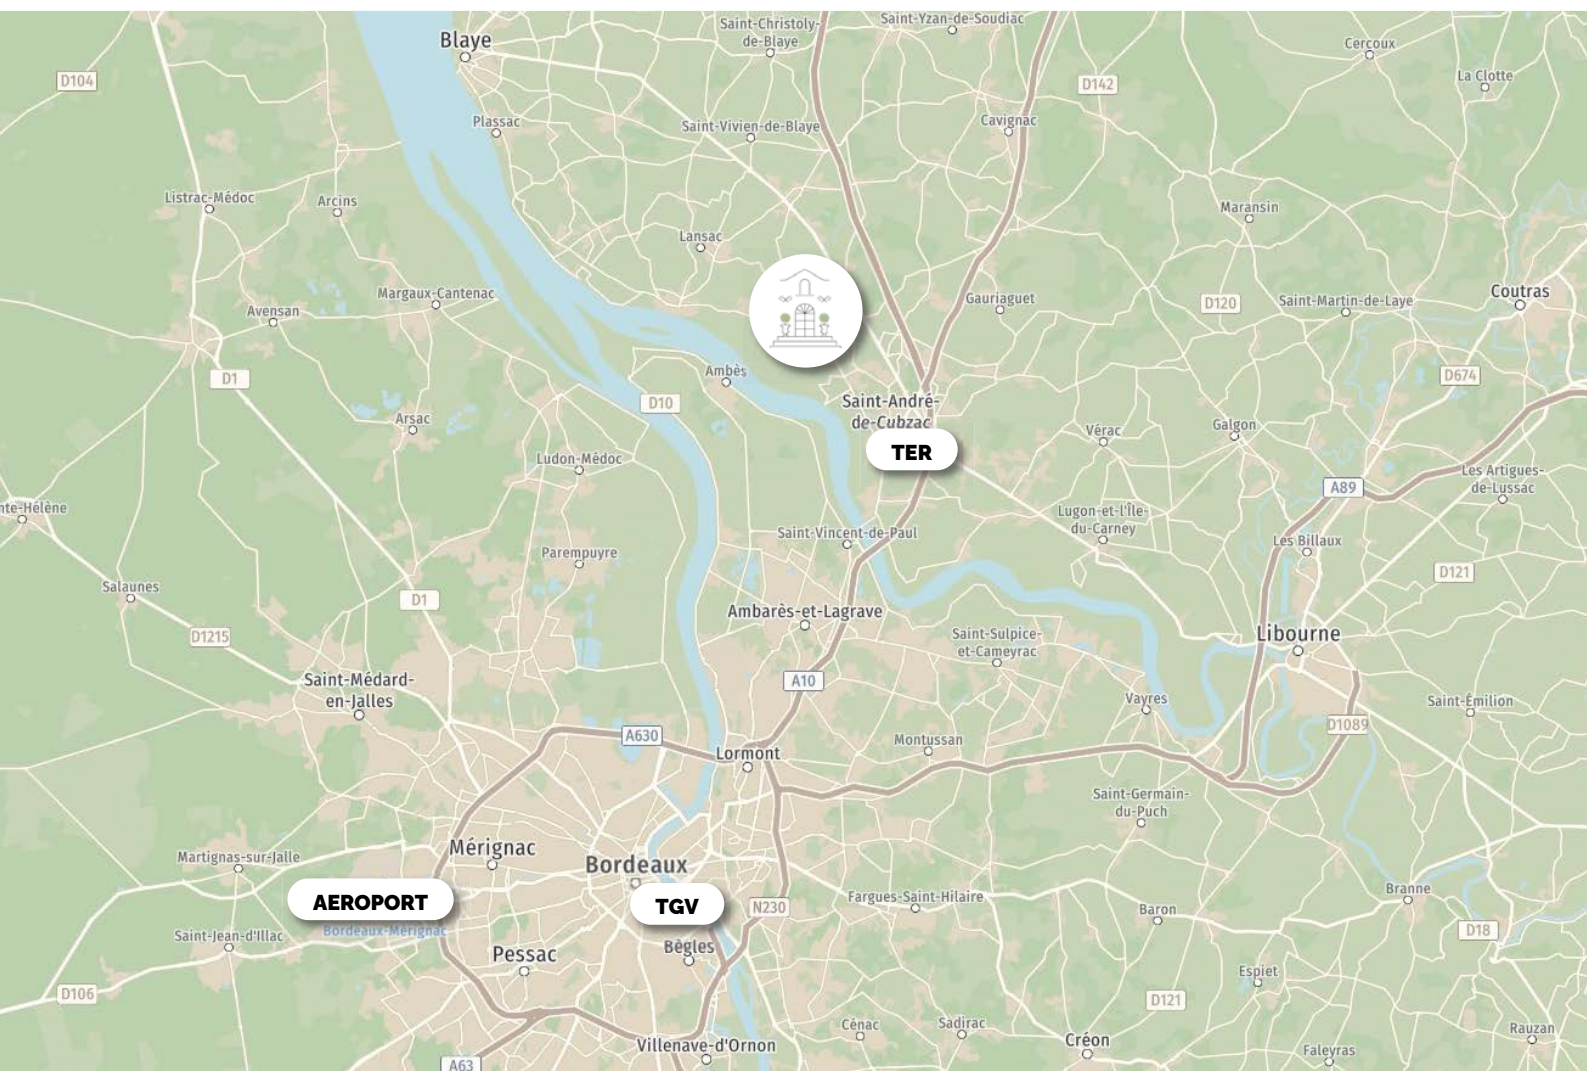 Saint-Christoly-
de-Blaye
Saint-Yzan-de-Soudiac
Blaye
Cercoux
D104
La Clotte
D142
Plassac
Saint-Vivien-de-Blaye
Cavignac
Listrac-Médoc
Arcins
Maransin
Lansac
Margaux-Cantenac
Avensan
Gauriaguet
D120
Saint-Martin-de-Laye
Coutras
D1
Ambès
D674
D10
Saint-André-
de-Cubzac
Arsac
Vérac
Galgon
TER
Ludon-Médoc
Les Artigues-
de-Lussac
A89
nte-Hélène
Lugon-et-l'Île-
du-Carney
Saint-Vincent-de-Paul
Les Billaux
Parempuyre
D121
Salaunes
D1
Ambarès-et-Lagrave
D1215
Saint-Sulpice-
et-Cameyrac
Libourne
Saint-Médard-
en-Jalles
A10
Vayres
Saint-Émilion
D1089
A630
Montussan
Lormont
Saint-Germain-
du-Puch
Mérignac
Martignas-sur-Jalle
Bordeaux
Branne
AEROPORT
TGV
N230
Fargues-Saint-Hilaire
Baron
Bordeaux-Mérignac
Saint-Jean-d'Illac
D18
Bègles
Pessac
Espiet
D106
D121
Cénac
Sadirac
Rauzan
Créon
Villenave-d'Ornon
Faleyras
A63